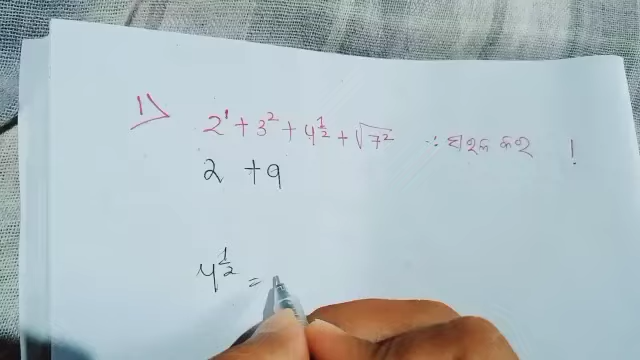 1) 2¹ + 3² + 4^½ + √7² : ସରଳ କର !
2 + 9
4^½ =